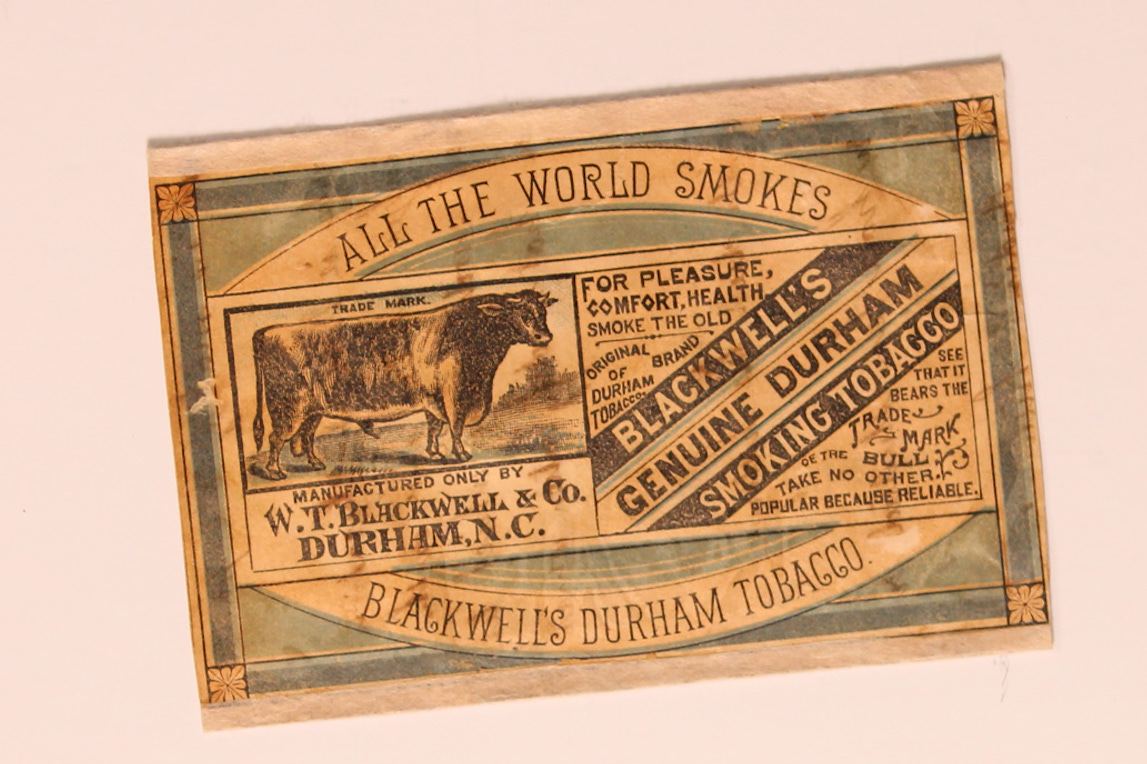 ALL THE WORLD SMOKES
TRADE MARK.
MANUFACTURED ONLY BY
W. T. BLACKWELL & Co.
DURHAM, N.C.
FOR PLEASURE,
COMFORT, HEALTH
SMOKE THE OLD
ORIGINAL BRAND
OF
DURHAM
TOBACCO.
BLACKWELL'S
GENUINE DURHAM
SMOKING TOBACCO
SEE
THAT IT
BEARS THE
TRADE
MARK
OF THE BULL
TAKE NO OTHER.
POPULAR BECAUSE RELIABLE.
BLACKWELL'S DURHAM TOBACCO.